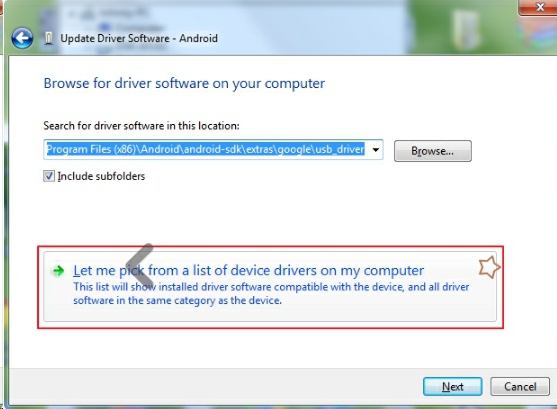 Update Driver Software - Android
Browse for driver software on your computer
Search for driver software in this location:
Program Files (x86)\Android\android-sdk\extras\google\usb_driver
Browse...
Include subfolders
Let me pick from a list of device drivers on my computer
This list will show installed driver software compatible with the device, and all driver
software in the same category as the device.
Next
Cancel